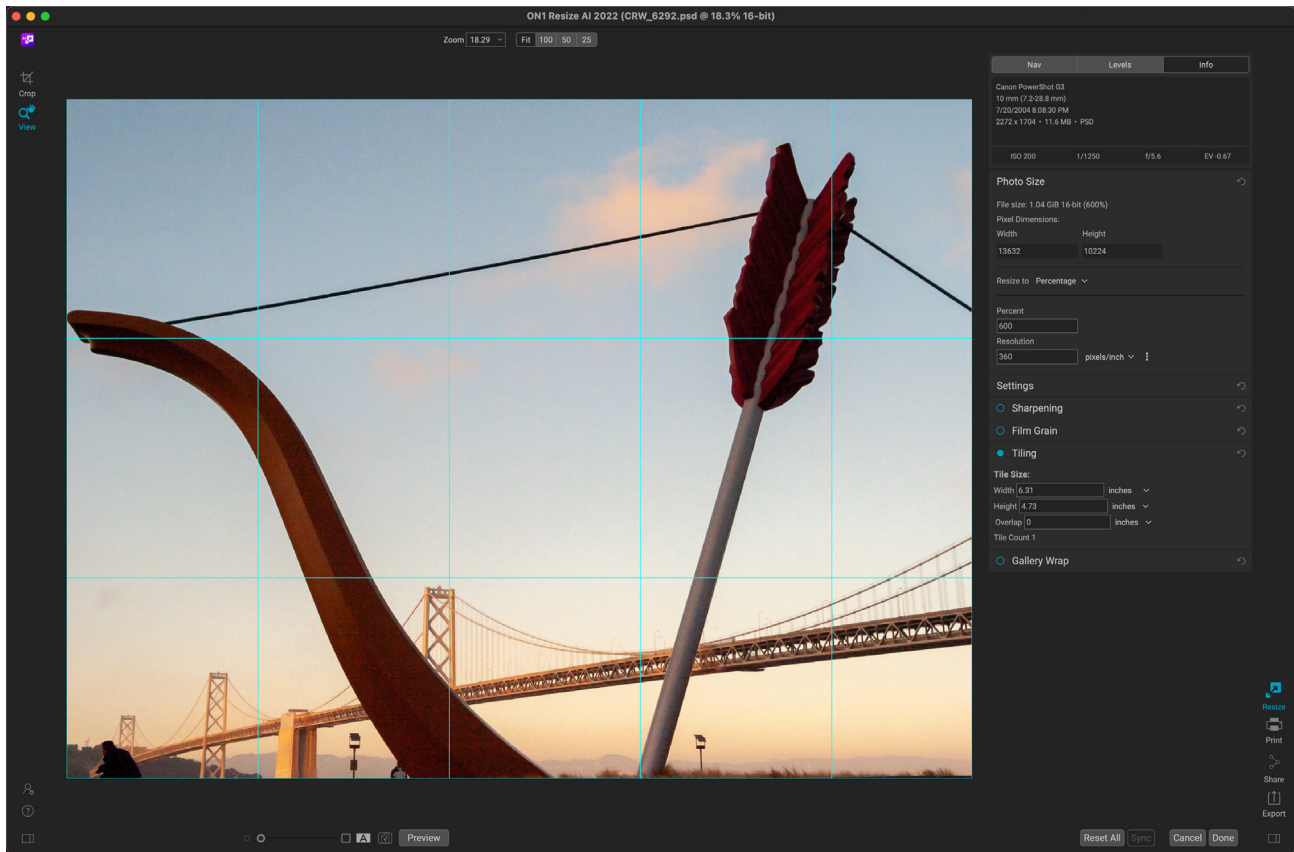 ON1 Resize AI 2022 (CRW_6292.psd @ 18.3% 16-bit)
Zoom 18.29 Fit 100 50 25
Crop
View
Nav Levels Info
Canon PowerShot G3
10 mm (7.2-28.8 mm)
7/20/2004 8:08:30 PM
2272 x 1704 • 11.6 MB • PSD
ISO 200 1/1250 f/5.6 EV -0.67
Photo Size
File size: 1.04 GiB 16-bit (600%)
Pixel Dimensions:
Width Height
13632 10224
Resize to Percentage
Percent
600
Resolution
360 pixels/inch
Settings
Sharpening
Film Grain
Tiling
Tile Size:
Width 6.31 inches
Height 4.73 inches
Overlap 0 inches
Tile Count 1
Gallery Wrap
Resize
Print
Share
Export
A Preview
Reset All Sync Cancel Done